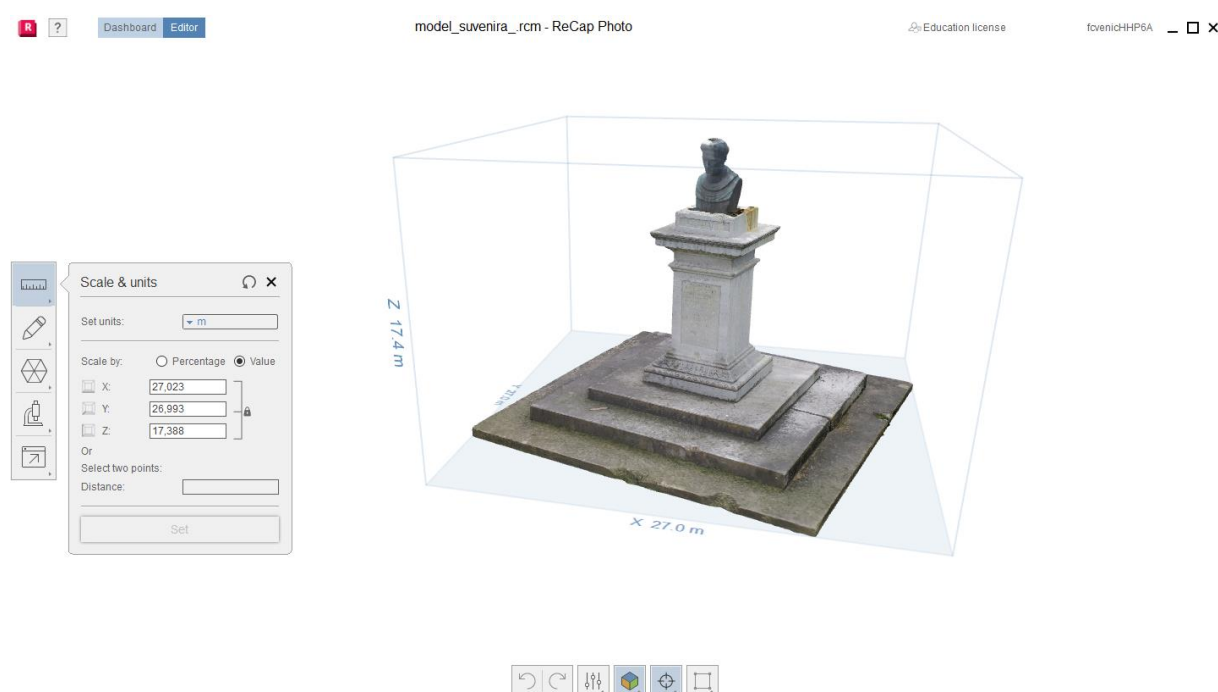 R ? Dashboard Editor model_suvenira_.rcm - ReCap Photo Education license fcvenicHHP6A
Scale & units
Set units: m
Scale by: Percentage Value
X: 27,023
Y: 26,993
Z: 17,388
Or
Select two points:
Distance:
Set
Z 17.4 m
X 27.0 m